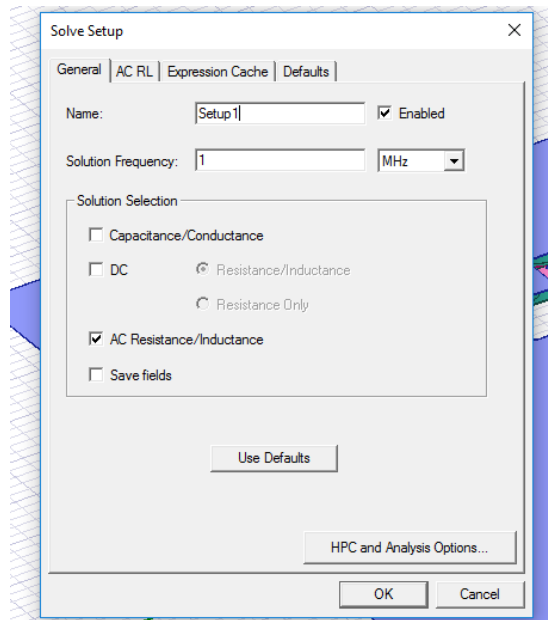 Solve Setup
General AC RL Expression Cache Defaults
Name: Setup1 Enabled
Solution Frequency: 1 MHz
Solution Selection
Capacitance/Conductance
DC Resistance/Inductance
Resistance Only
AC Resistance/Inductance
Save fields
Use Defaults
HPC and Analysis Options...
OK Cancel